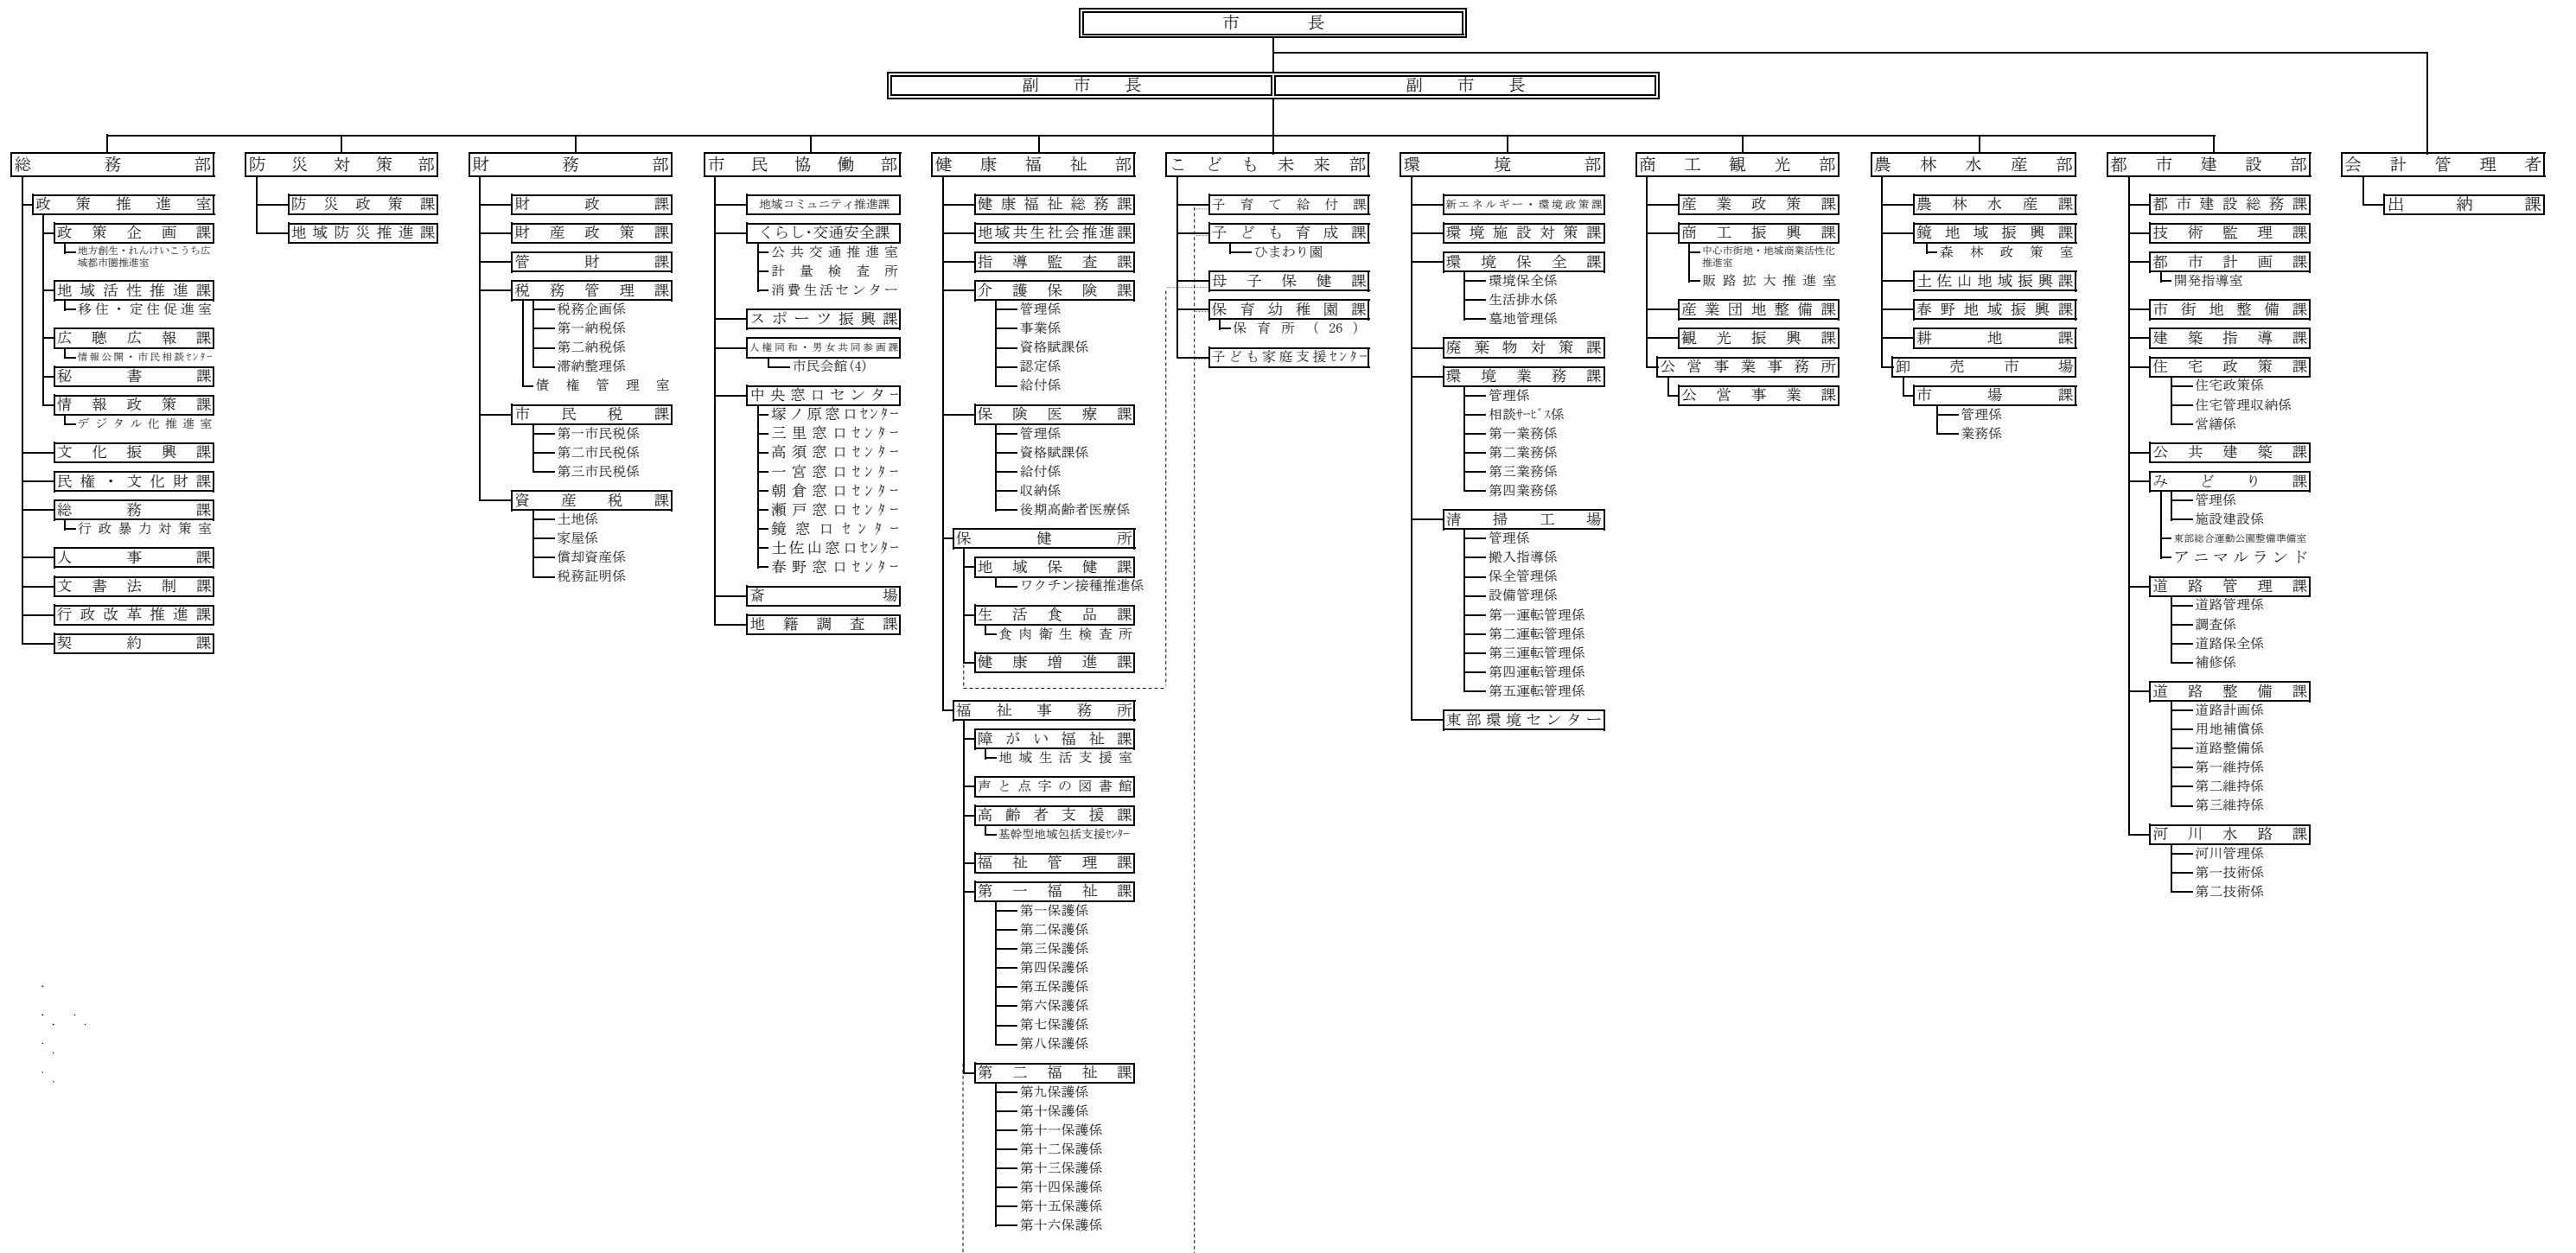 市長
副市長
副市長
総務部
政策推進室
政策企画課
地方創生・れんけいこうち広
域都市圏推進室
地域活性推進課
移住・定住促進室
広聴広報課
情報公開・市民相談ｾﾝﾀｰ
秘書課
情報政策課
デジタル化推進室
文化振興課
民権・文化財課
総務課
行政暴力対策室
人事課
文書法制課
行政改革推進課
契約課
防災対策部
防災政策課
地域防災推進課
財務部
財政課
財産政策課
管財課
税務管理課
税務企画係
第一納税係
第二納税係
滞納整理係
債権管理室
市民税課
第一市民税係
第二市民税係
第三市民税係
資産税課
土地係
家屋係
償却資産係
税務証明係
市民協働部
地域コミュニティ推進課
くらし・交通安全課
公共交通推進室
計量検査所
消費生活センター
スポーツ振興課
人権同和・男女共同参画課
市民会館(4)
中央窓口センター
塚ノ原窓口ｾﾝﾀｰ
三里窓口センター
高須窓口センター
一宮窓口センター
朝倉窓口センター
瀬戸窓口センター
鏡窓口センター
土佐山窓口ｾﾝﾀｰ
春野窓口センター
斎場
地籍調査課
健康福祉部
健康福祉総務課
地域共生社会推進課
指導監査課
介護保険課
管理係
事業係
資格賦課係
認定係
給付係
保険医療課
管理係
資格賦課係
給付係
収納係
後期高齢者医療係
保健所
地域保健課
ワクチン接種推進係
生活食品課
食肉衛生検査所
健康増進課
福祉事務所
障がい福祉課
地域生活支援室
声と点字の図書館
高齢者支援課
基幹型地域包括支援ｾﾝﾀｰ
福祉管理課
第一福祉課
第一保護係
第二保護係
第三保護係
第四保護係
第五保護係
第六保護係
第七保護係
第八保護係
第二福祉課
第九保護係
第十保護係
第十一保護係
第十二保護係
第十三保護係
第十四保護係
第十五保護係
第十六保護係
こども未来部
子育て給付課
子ども育成課
ひまわり園
母子保健課
保育幼稚園課
保育所(26)
子ども家庭支援ｾﾝﾀｰ
環境部
新エネルギー・環境政策課
環境施設対策課
環境保全課
環境保全係
生活排水係
墓地管理係
廃棄物対策課
環境業務課
管理係
相談ｻｰﾋﾞｽ係
第一業務係
第二業務係
第三業務係
第四業務係
清掃工場
管理係
搬入指導係
保全管理係
設備管理係
第一運転管理係
第二運転管理係
第三運転管理係
第四運転管理係
第五運転管理係
東部環境センター
商工観光部
産業政策課
商工振興課
中心市街地・地域商業活性化
推進室
販路拡大推進室
産業団地整備課
観光振興課
公営事業事務所
公営事業課
農林水産部
農林水産課
鏡地域振興課
森林政策室
土佐山地域振興課
春野地域振興課
耕地課
卸売市場
市場課
管理係
業務係
都市建設部
都市建設総務課
技術監理課
都市計画課
開発指導室
市街地整備課
建築指導課
住宅政策課
住宅政策係
住宅管理収納係
営繕係
公共建築課
みどり課
管理係
施設建設係
東部総合運動公園整備準備室
アニマルランド
道路管理課
道路管理係
調査係
道路保全係
補修係
道路整備課
道路計画係
用地補償係
道路整備係
第一維持係
第二維持係
第三維持係
河川水路課
河川管理係
第一技術係
第二技術係
会計管理者
出納課